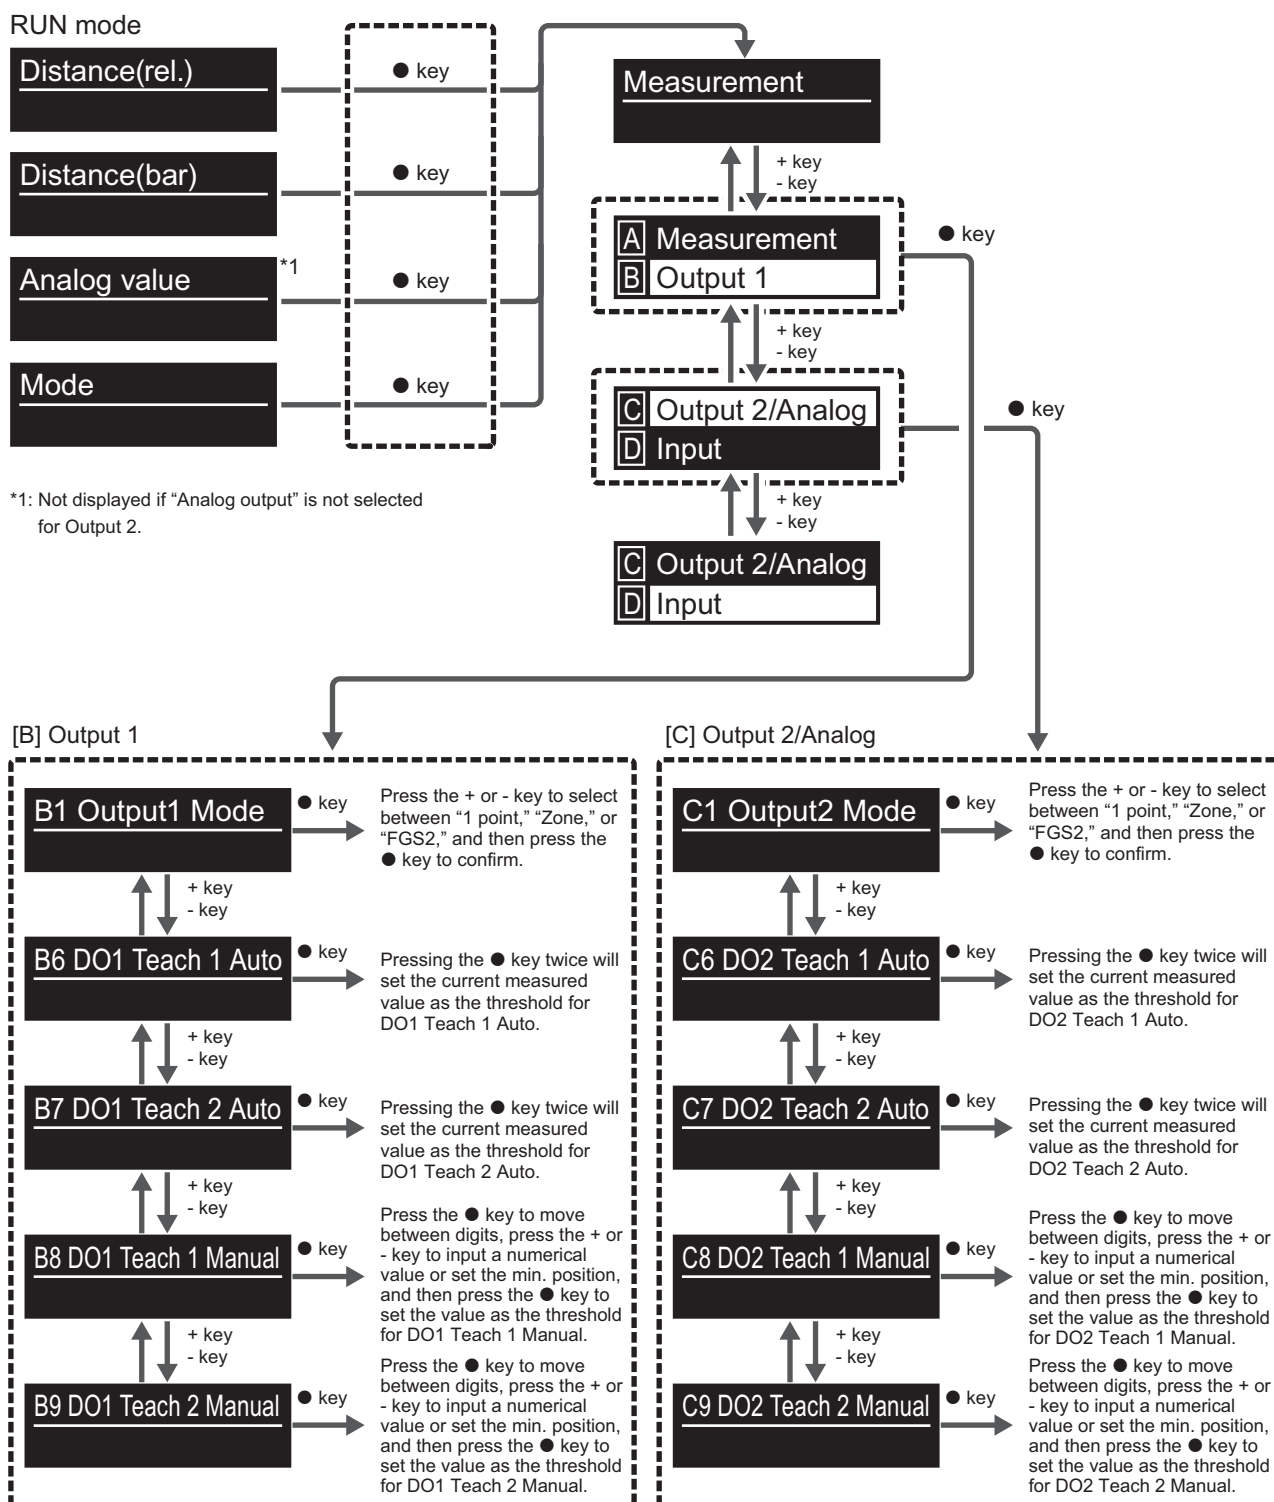 RUN mode
Distance(rel.)
● key
Distance(bar)
● key
Analog value
*1
● key
Mode
● key
*1: Not displayed if “Analog output” is not selected
for Output 2.
Measurement
+ key
- key
A Measurement
B Output 1
● key
+ key
- key
C Output 2/Analog
D Input
● key
+ key
- key
C Output 2/Analog
D Input
[B] Output 1
B1 Output1 Mode
● key
Press the + or - key to select
between “1 point,” “Zone,” or
“FGS2,” and then press the
● key to confirm.
+ key
- key
B6 DO1 Teach 1 Auto
● key
Pressing the ● key twice will
set the current measured
value as the threshold for
DO1 Teach 1 Auto.
+ key
- key
B7 DO1 Teach 2 Auto
● key
Pressing the ● key twice will
set the current measured
value as the threshold for
DO1 Teach 2 Auto.
+ key
- key
B8 DO1 Teach 1 Manual
● key
Press the ● key to move
between digits, press the + or
- key to input a numerical
value or set the min. position,
and then press the ● key to
set the value as the threshold
for DO1 Teach 1 Manual.
+ key
- key
B9 DO1 Teach 2 Manual
● key
Press the ● key to move
between digits, press the + or
- key to input a numerical
value or set the min. position,
and then press the ● key to
set the value as the threshold
for DO1 Teach 2 Manual.
[C] Output 2/Analog
C1 Output2 Mode
● key
Press the + or - key to select
between “1 point,” “Zone,” or
“FGS2,” and then press the
● key to confirm.
+ key
- key
C6 DO2 Teach 1 Auto
● key
Pressing the ● key twice will
set the current measured
value as the threshold for
DO2 Teach 1 Auto.
+ key
- key
C7 DO2 Teach 2 Auto
● key
Pressing the ● key twice will
set the current measured
value as the threshold for
DO2 Teach 2 Auto.
+ key
- key
C8 DO2 Teach 1 Manual
● key
Press the ● key to move
between digits, press the + or
- key to input a numerical
value or set the min. position,
and then press the ● key to
set the value as the threshold
for DO2 Teach 1 Manual.
+ key
- key
C9 DO2 Teach 2 Manual
● key
Press the ● key to move
between digits, press the + or
- key to input a numerical
value or set the min. position,
and then press the ● key to
set the value as the threshold
for DO2 Teach 2 Manual.